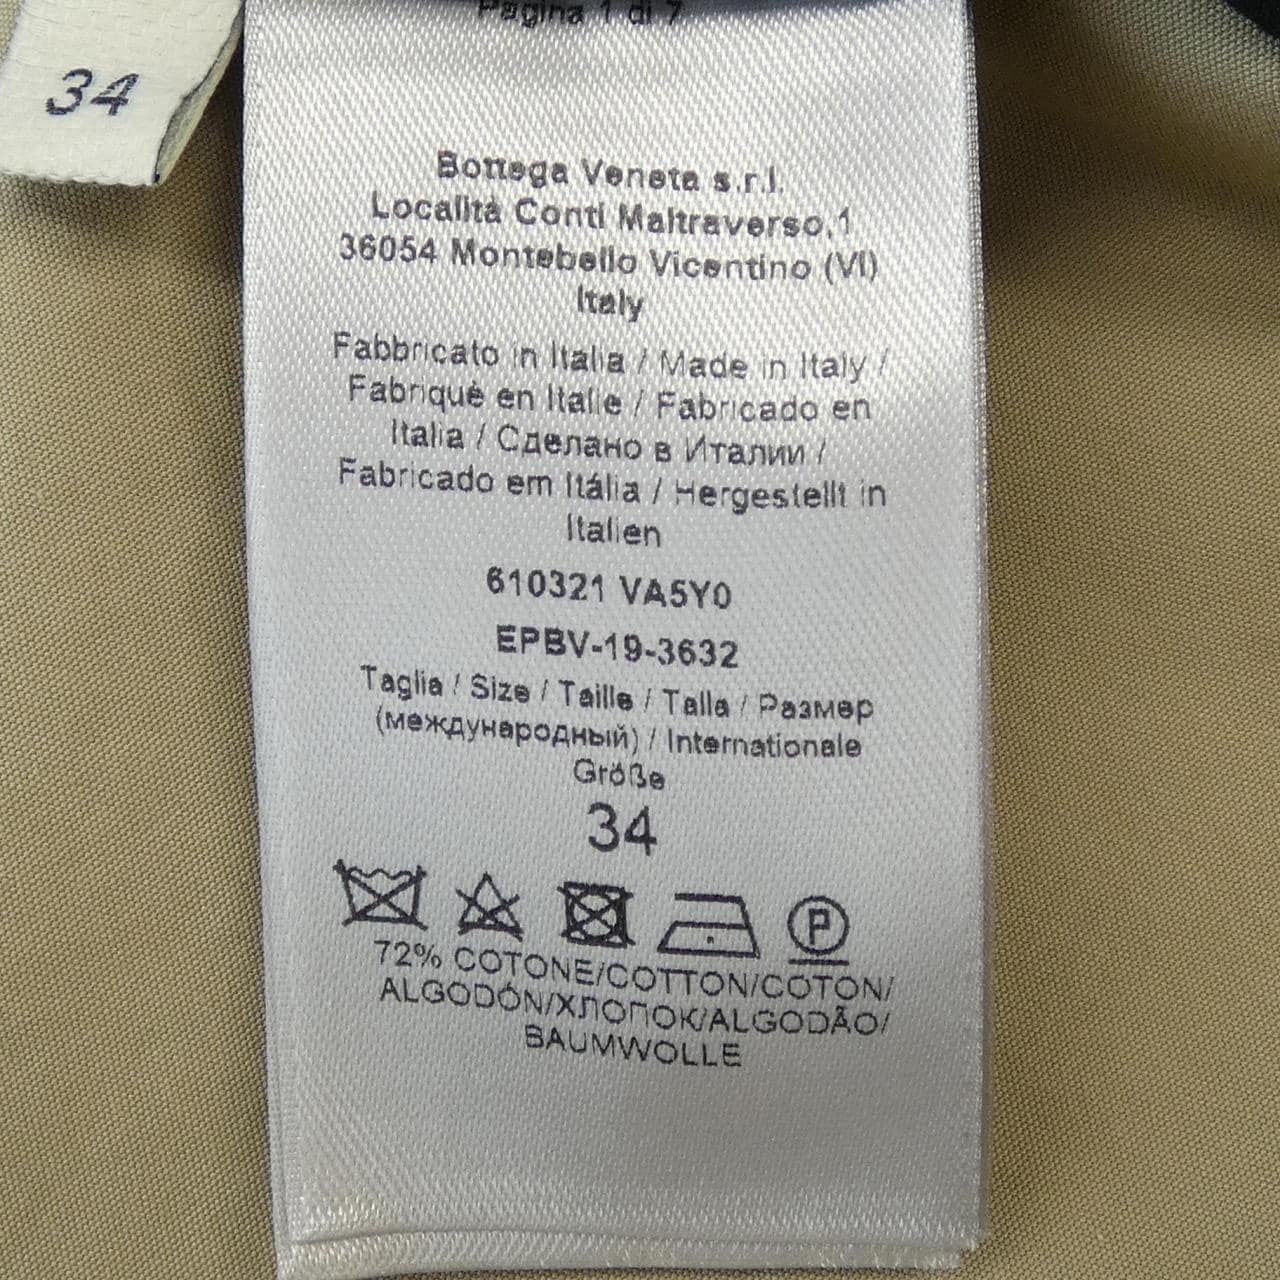 34
Pagina 1 di 7
Bottega Veneta s.r.l.
Località Conti Maltraverso,1
36054 Montebello Vicentino (VI)
Italy
Fabbricato in Italia / Made in Italy /
Fabriqué en Italie / Fabricado en
Italia / Сделано в Италии /
Fabricado em Itália / Hergestellt in
Italien
610321 VA5Y0
EPBV-19-3632
Taglia / Size / Taille / Talla / Размер
(международный) / Internationale
Größe
34
P
72% COTONE/COTTON/COTON/
ALGODÓN/ХЛОПОК/ALGODÃO/
BAUMWOLLE